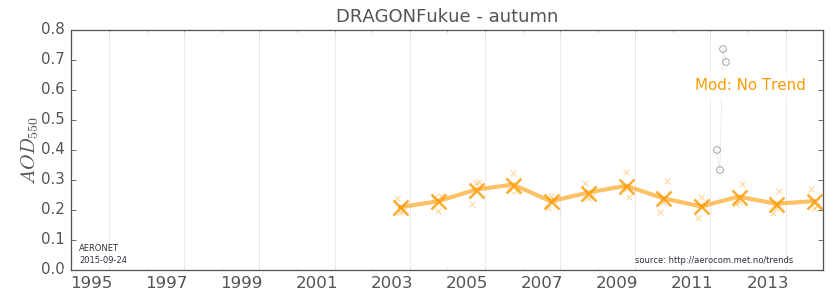 DRAGONFukue - autumn
0.8
0.7
0.6
0.5
0.4
0.3
0.2
0.1
0.0
AOD550
Mod: No Trend
AERONET
2015-09-24
source: http://aerocom.met.no/trends
1995 1997 1999 2001 2003 2005 2007 2009 2011 2013